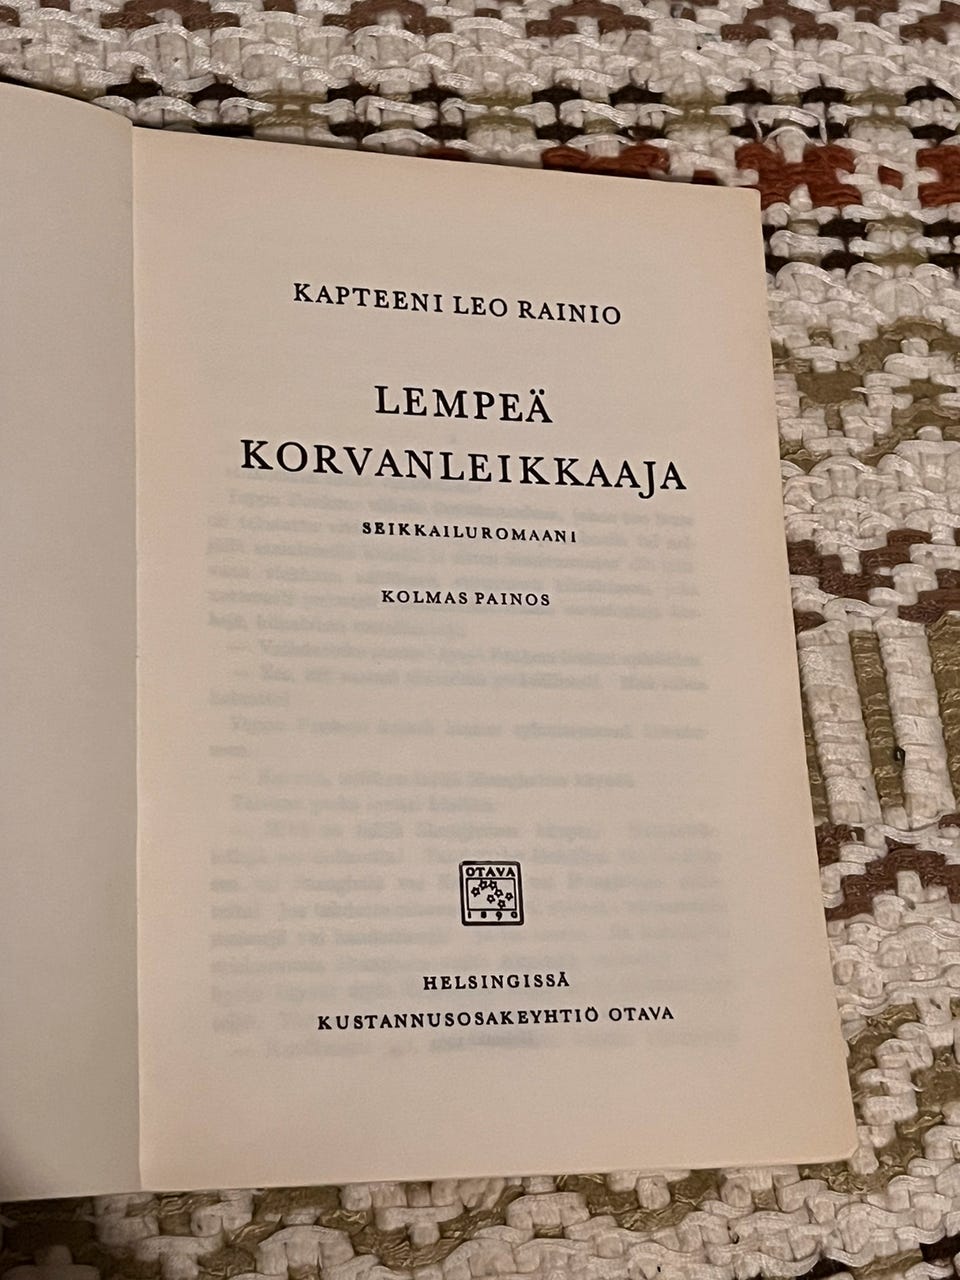 KAPTEENI LEO RAINIO
LEMPEÄ
KORVANLEIKKAAJA
SEIKKAILUROMAANI
KOLMAS PAINOS
OTAVA
1890
HELSINGISSÄ
KUSTANNUSOSAKEYHTIÖ OTAVA